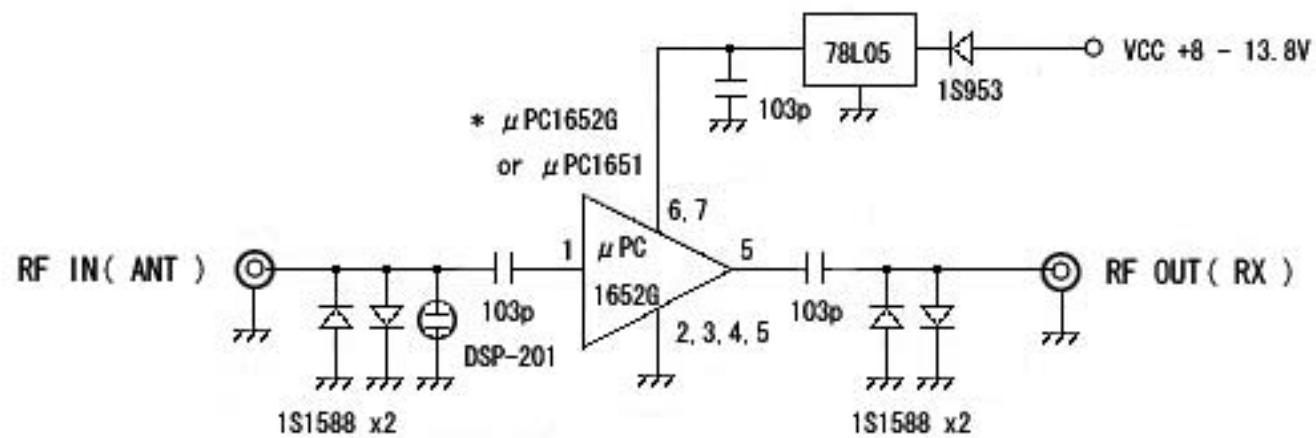 78L05
VCC +8 - 13.8V
1S953
103p
* μPC1652G
or μPC1651
6,7
1
μPC
5
RF IN( ANT )
RF OUT( RX )
1652G
103p
103p
2,3,4,5
DSP-201
1S1588 x2
1S1588 x2